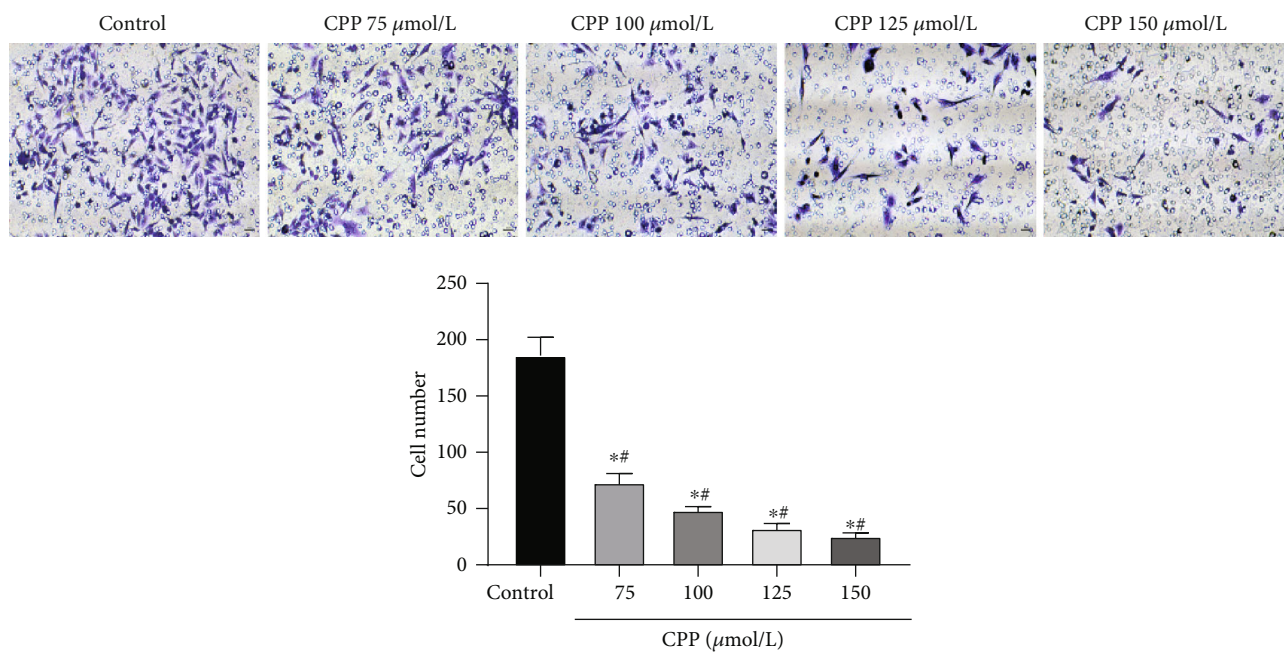 Control
CPP 75 μmol/L
CPP 100 μmol/L
CPP 125 μmol/L
CPP 150 μmol/L
250
200
150
100
50
0
Cell number
*#
*#
*#
*#
Control
75
100
125
150
CPP (μmol/L)